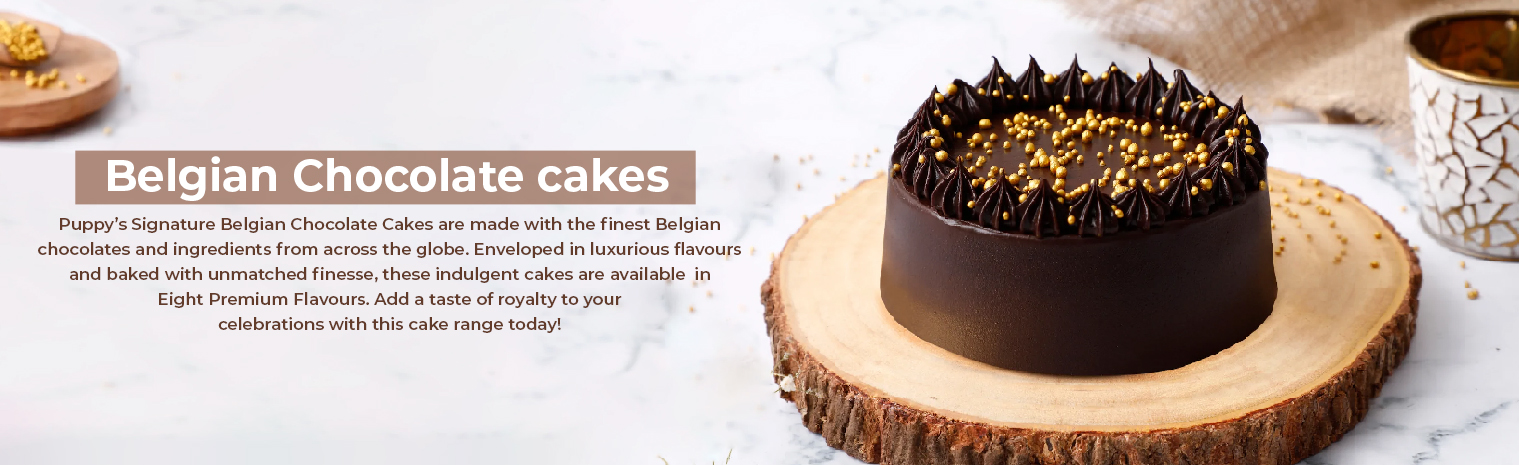 Belgian Chocolate cakes
Puppy’s Signature Belgian Chocolate Cakes are made with the finest Belgian
chocolates and ingredients from across the globe. Enveloped in luxurious flavours
and baked with unmatched finesse, these indulgent cakes are available  in
Eight Premium Flavours. Add a taste of royalty to your
celebrations with this cake range today!